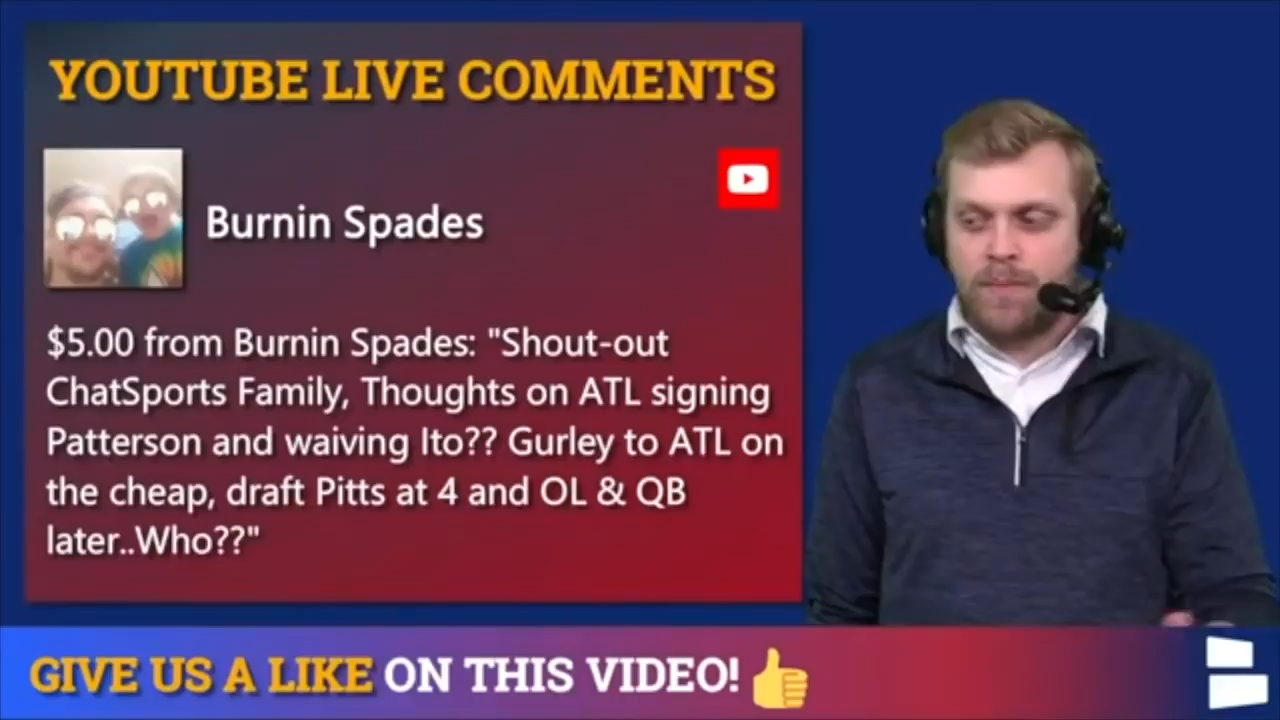 YOUTUBE LIVE COMMENTS
Burnin Spades
$5.00 from Burnin Spades: "Shout-out
ChatSports Family, Thoughts on ATL signing
Patterson and waiving Ito?? Gurley to ATL on
the cheap, draft Pitts at 4 and OL & QB
later..Who??"
GIVE US A LIKE ON THIS VIDEO!